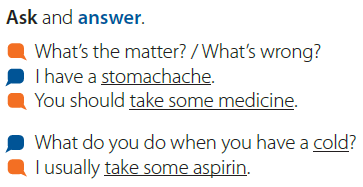 Ask and answer.
What's the matter? / What's wrong?
I have a stomachache.
You should take some medicine.
What do you do when you have a cold?
I usually take some aspirin.